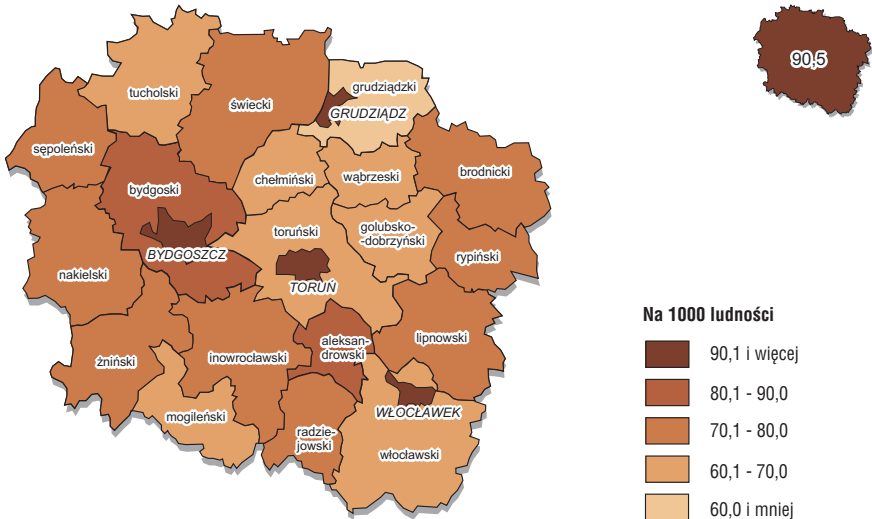 90,5
tucholski
świecki
grudziądzki
GRUDZIĄDZ
sępoleński
bydgoski
chełmiński
wąbrzeski
brodnicki
toruński
golubsko-
-dobrzyński
BYDGOSZCZ
rypiński
nakielski
TORUŃ
żniński
inowrocławski
aleksan-
drowski
lipnowski
mogileński
WŁOCŁAWEK
radzie-
jowski
włocławski
Na 1000 ludności
90,1 i więcej
80,1 - 90,0
70,1 - 80,0
60,1 - 70,0
60,0 i mniej